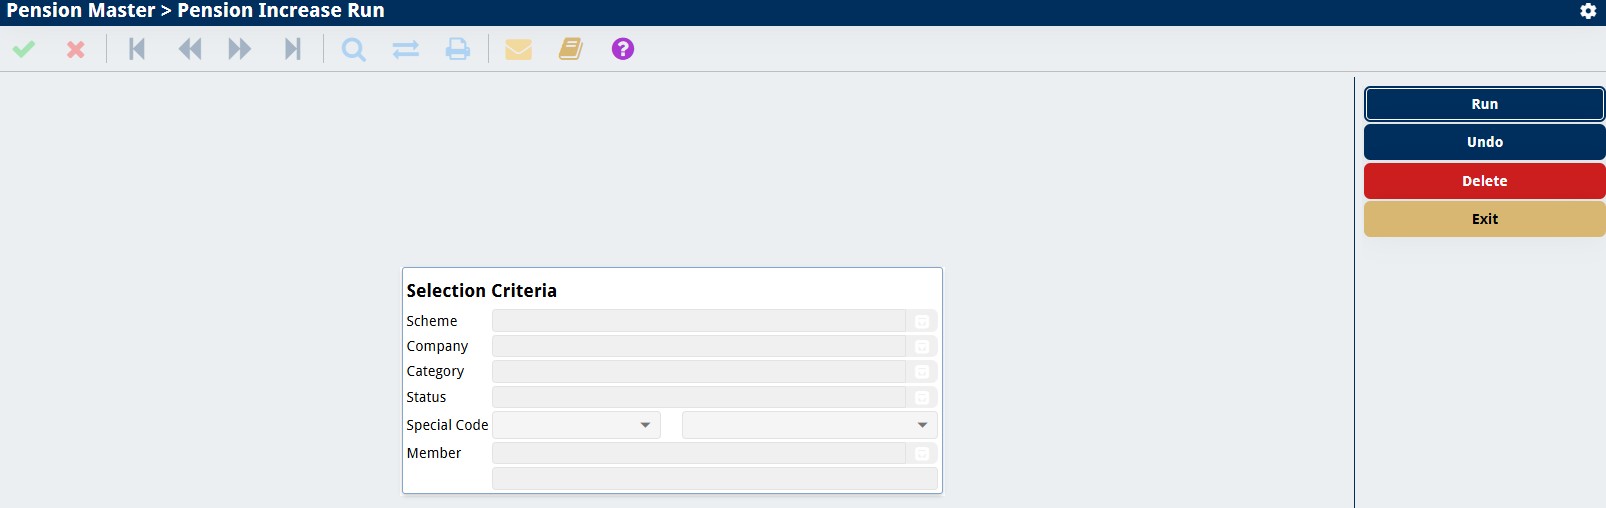 Pension Master > Pension Increase Run
?
Run
Undo
Delete
Exit
Selection Criteria
Scheme
Company
Category
Status
Special Code
Member